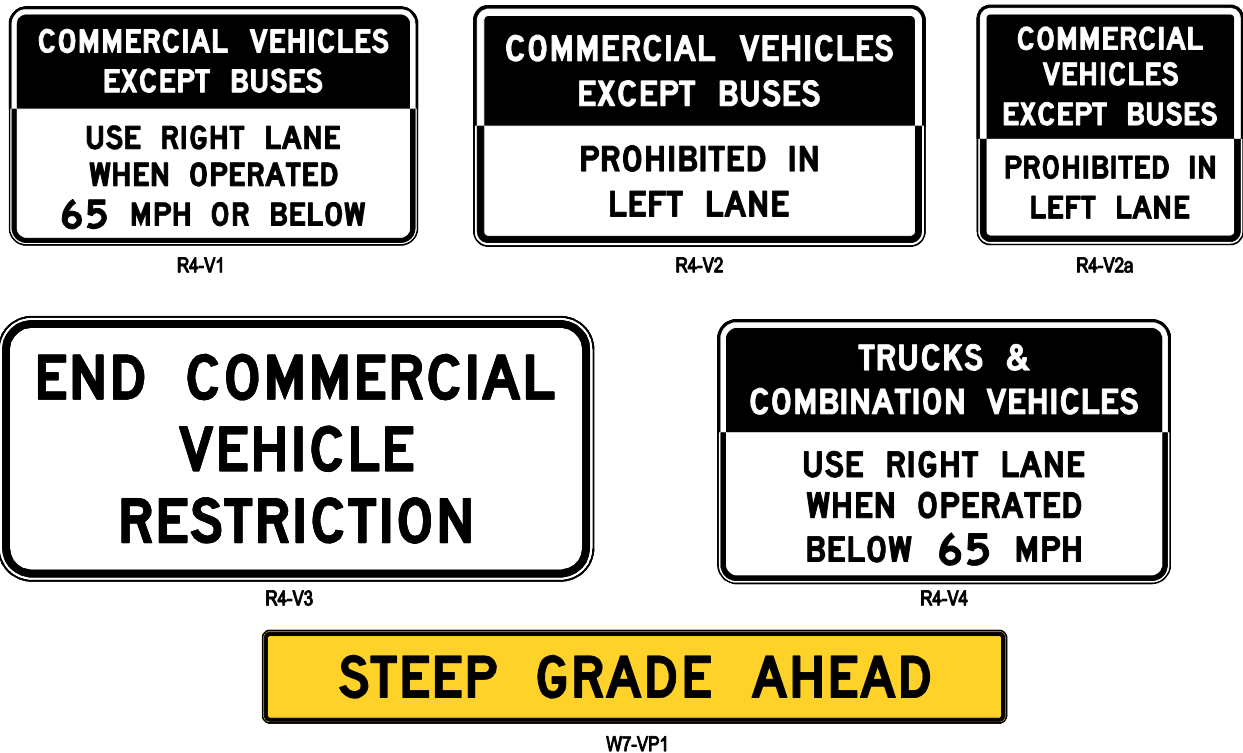 COMMERCIAL VEHICLES
EXCEPT BUSES
USE RIGHT LANE
WHEN OPERATED
65 MPH OR BELOW
R4-V1
COMMERCIAL VEHICLES
EXCEPT BUSES
PROHIBITED IN
LEFT LANE
R4-V2
COMMERCIAL
VEHICLES
EXCEPT BUSES
PROHIBITED IN
LEFT LANE
R4-V2a
END COMMERCIAL
VEHICLE
RESTRICTION
R4-V3
TRUCKS &
COMBINATION VEHICLES
USE RIGHT LANE
WHEN OPERATED
BELOW 65 MPH
R4-V4
STEEP GRADE AHEAD
W7-VP1